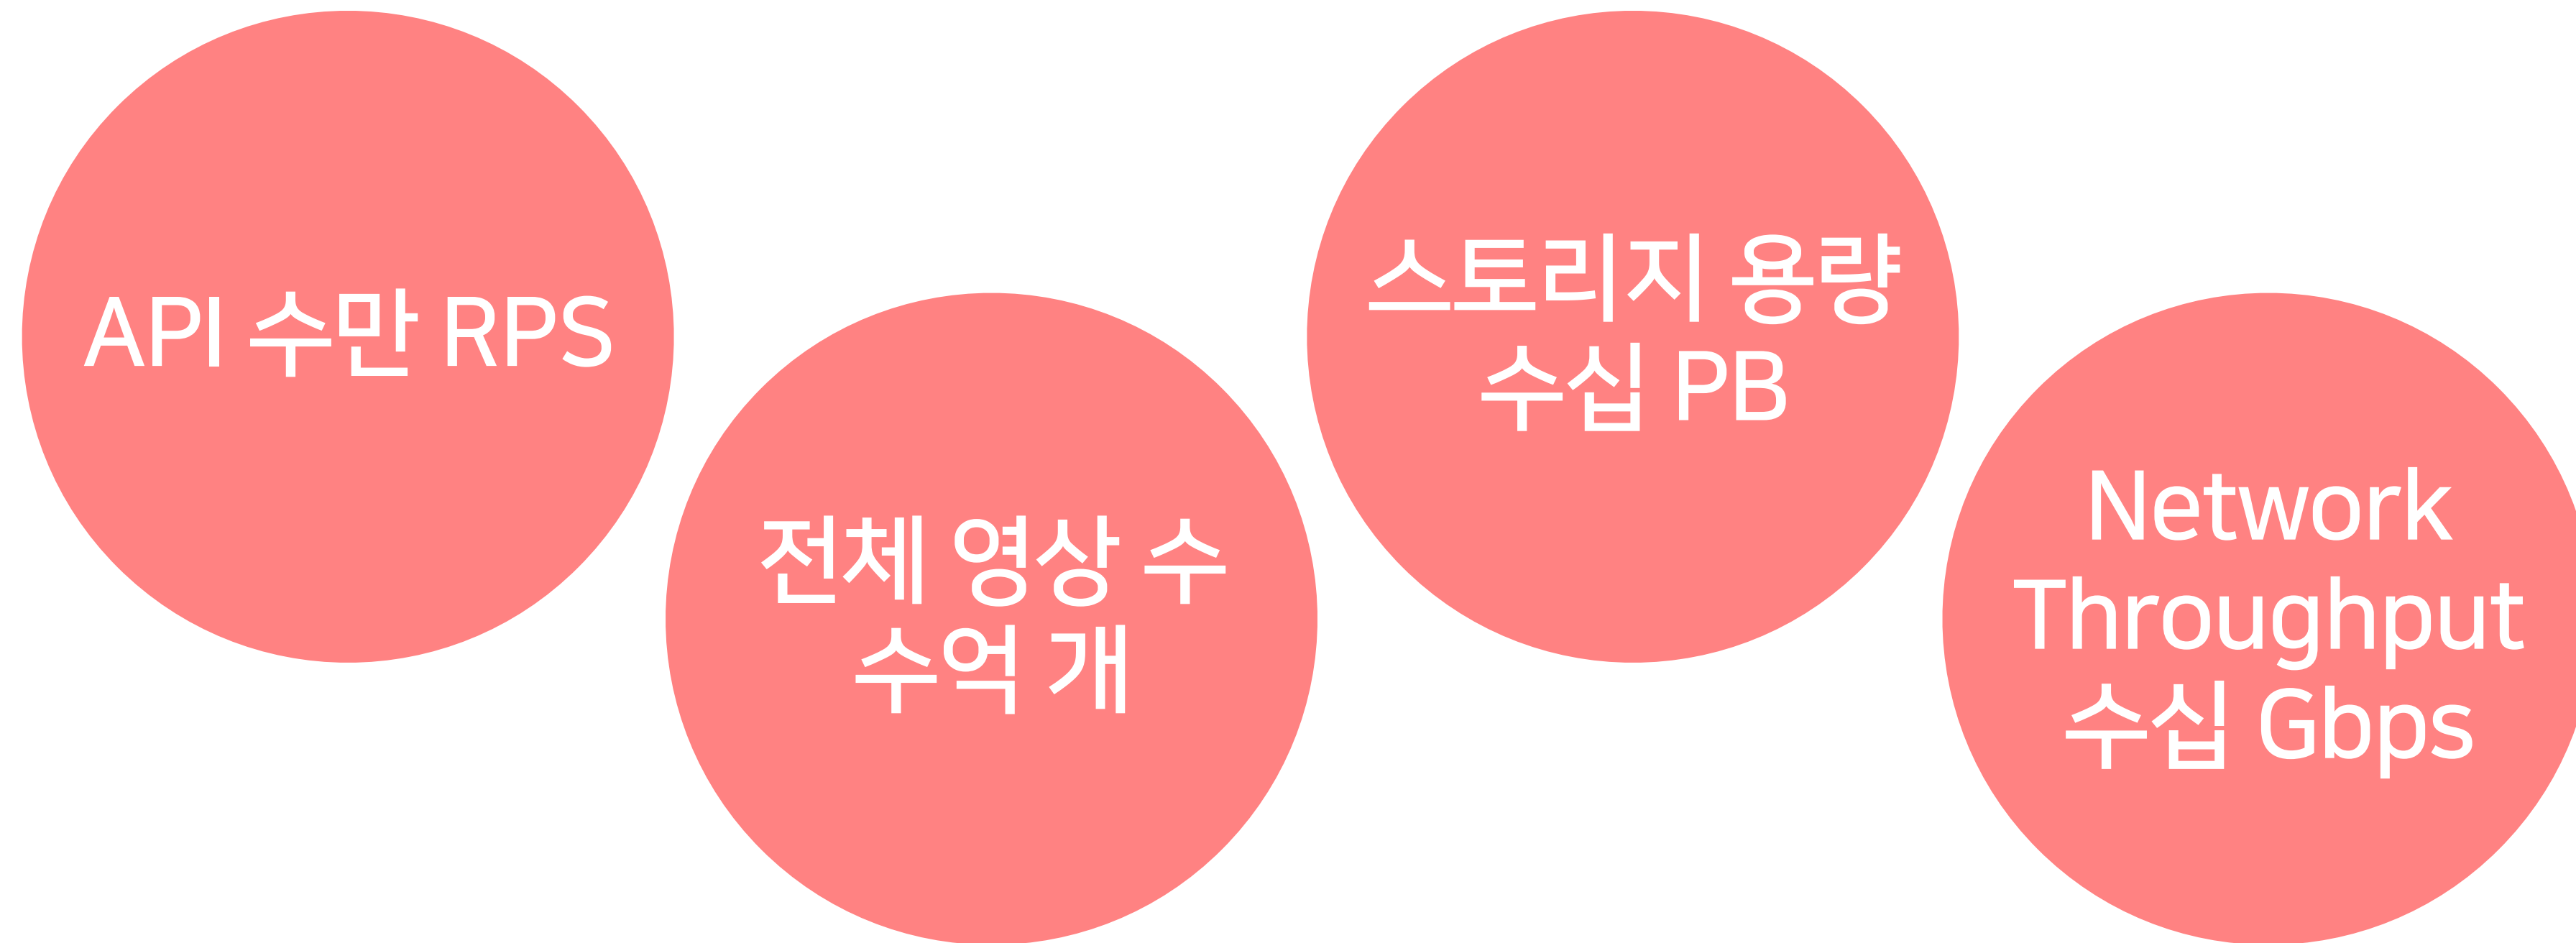 API 수만 RPS
전체 영상 수
수억 개
스토리지 용량
수십 PB
Network
Throughput
수십 Gbps